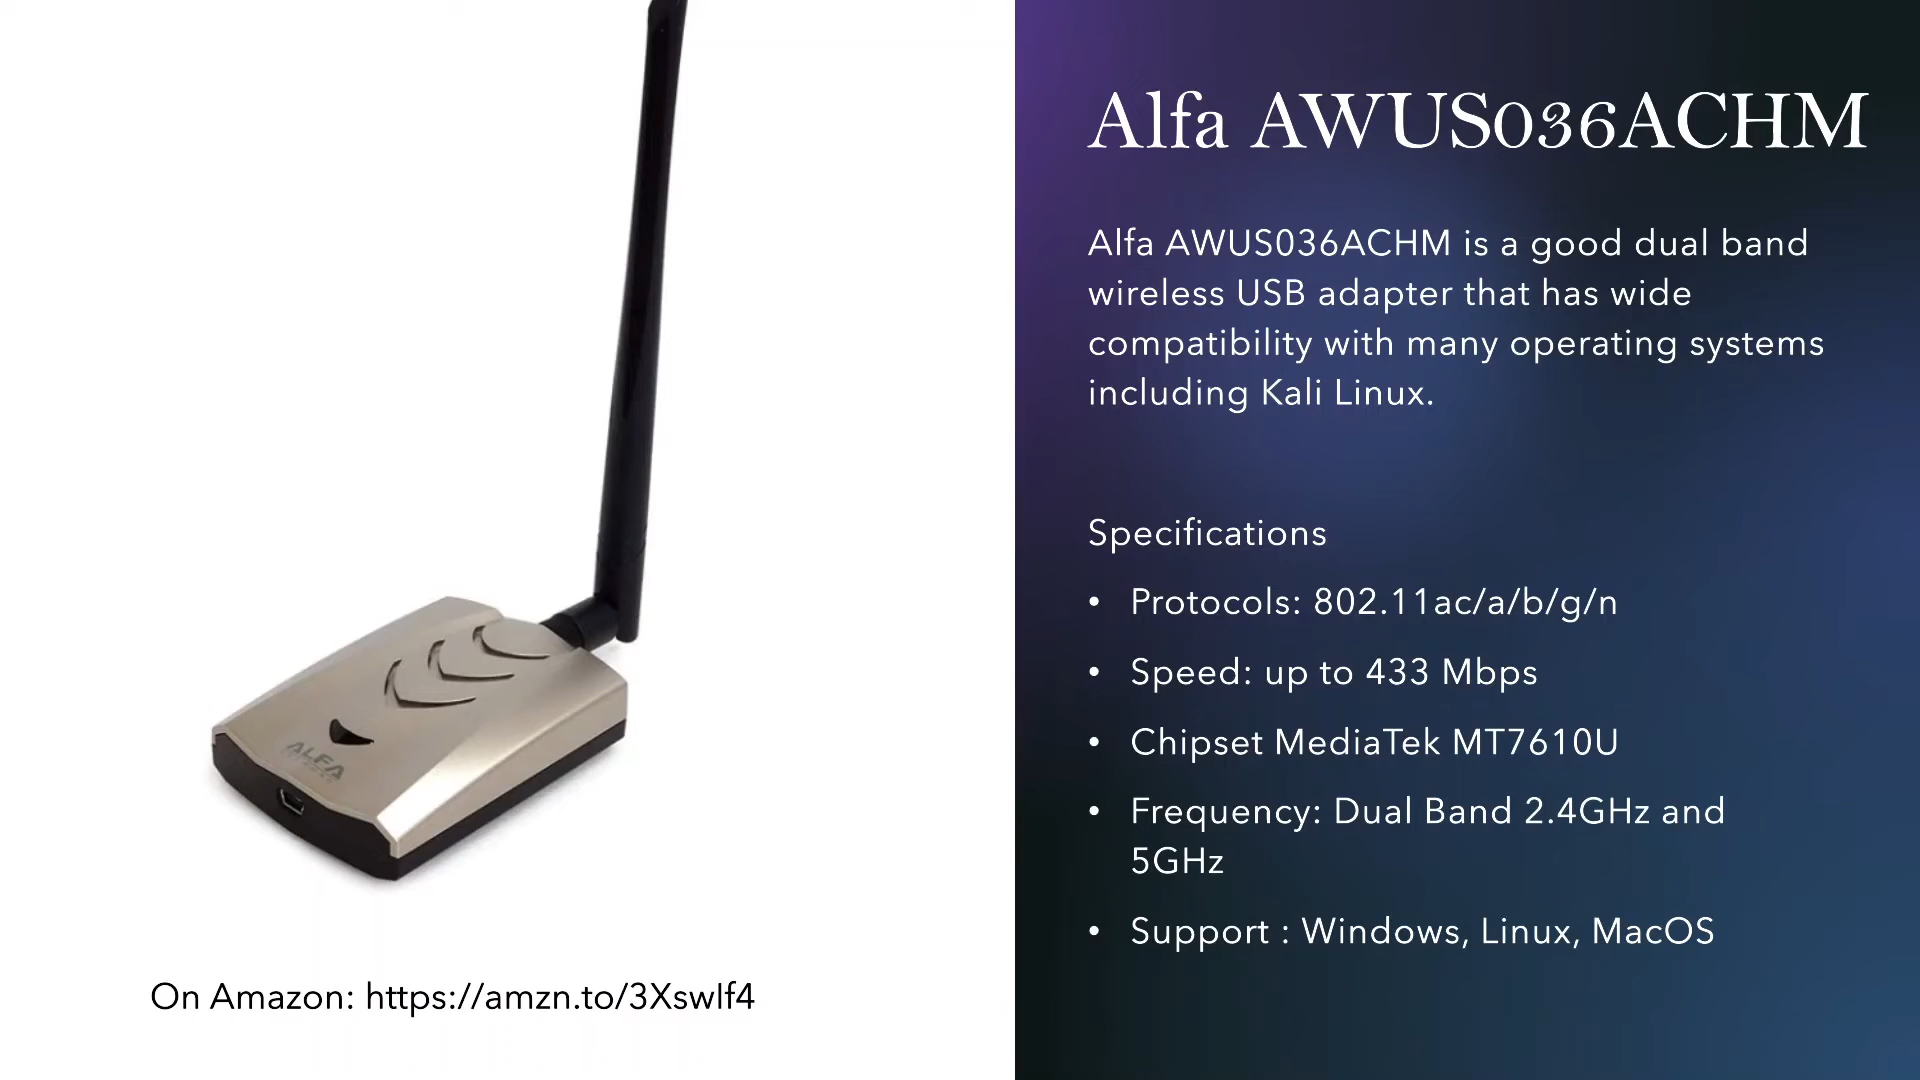 Alfa AWUS036ACHM
Alfa AWUS036ACHM is a good dual band
wireless USB adapter that has wide
compatibility with many operating systems
including Kali Linux.
Specifications
• Protocols: 802.11ac/a/b/g/n
• Speed: up to 433 Mbps
• Chipset MediaTek MT7610U
• Frequency: Dual Band 2.4GHz and
5GHz
• Support : Windows, Linux, MacOS
ALFA
On Amazon: https://amzn.to/3XswIf4